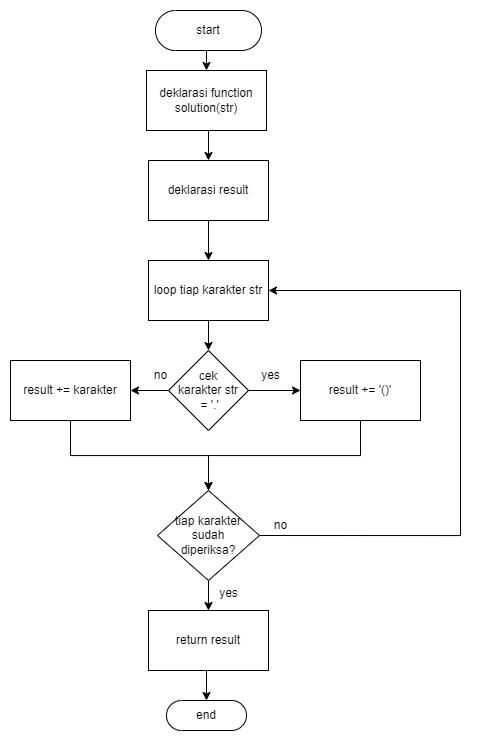 start
deklarasi function
solution(str)
deklarasi result
loop tiap karakter str
no
cek
karakter str
= '.'
yes
result += karakter
result += '()'
tiap karakter
sudah
diperiksa?
no
yes
return result
end